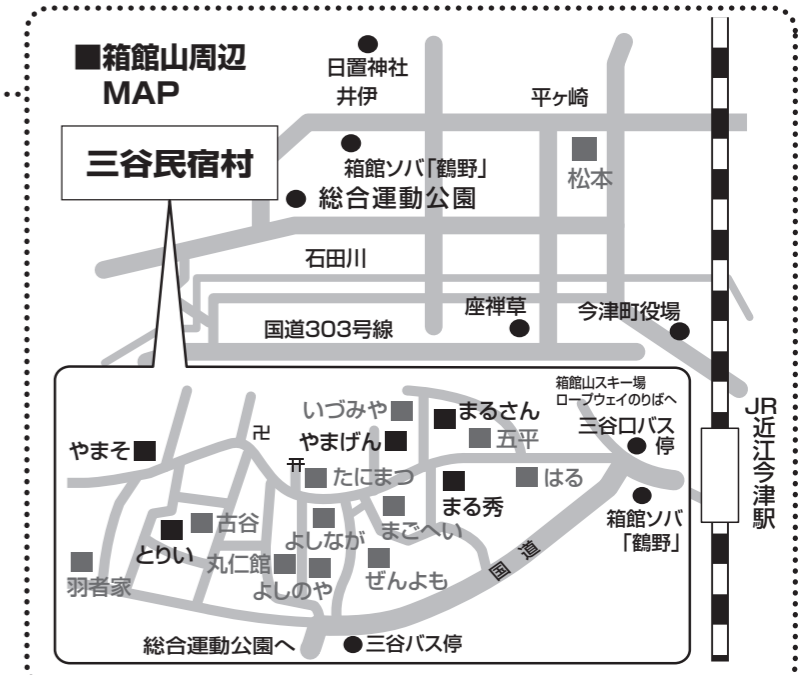 ■箱館山周辺
MAP
日置神社
井伊
平ヶ崎
三谷民宿村
箱館ソバ「鶴野」
松本
総合運動公園
石田川
座禅草
今津町役場
国道303号線
JR近江今津駅
箱館山スキー場
ロープウェイのりばへ
いづみや
まるさん
三谷口バス停
やまそ
卍
やまげん
五平
たにまつ
はる
まる秀
箱館ソバ
「鶴野」
古谷
まごへい
とりい
よしなが
丸仁館
羽者家
よしのや
ぜんよも
国道
総合運動公園へ
三谷バス停